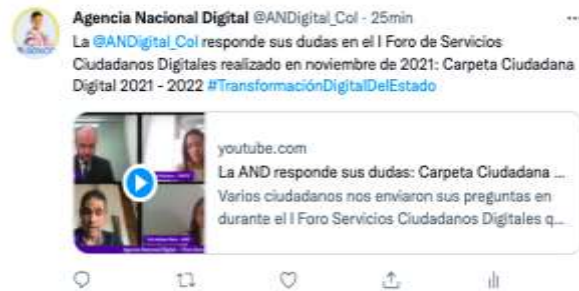 Agencia Nacional Digital @ANDigital_Col · 25min
La @ANDigital_Col responde sus dudas en el I Foro de Servicios
Ciudadanos Digitales realizado en noviembre de 2021: Carpeta Ciudadana
Digital 2021 - 2022 #TransformaciónDigitalDelEstado
youtube.com
La AND responde sus dudas: Carpeta Ciudadana ...
Varios ciudadanos nos enviaron sus preguntas en
durante el I Foro Servicios Ciudadanos Digitales q...